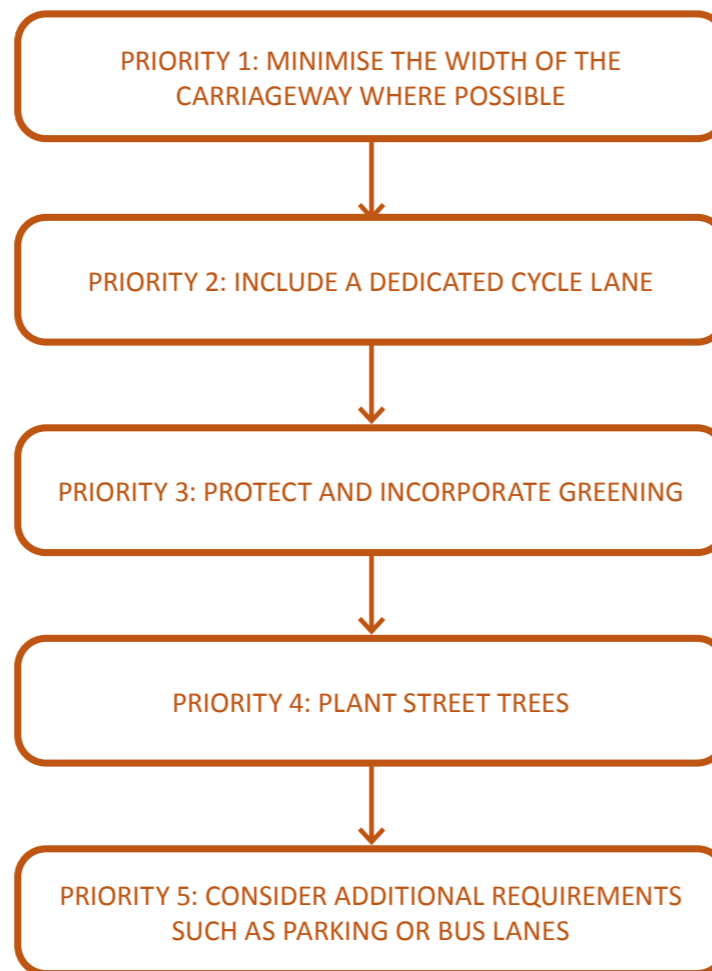 PRIORITY 1: MINIMISE THE WIDTH OF THE
CARRIAGEWAY WHERE POSSIBLE
PRIORITY 2: INCLUDE A DEDICATED CYCLE LANE
PRIORITY 3: PROTECT AND INCORPORATE GREENING
PRIORITY 4: PLANT STREET TREES
PRIORITY 5: CONSIDER ADDITIONAL REQUIREMENTS
SUCH AS PARKING OR BUS LANES